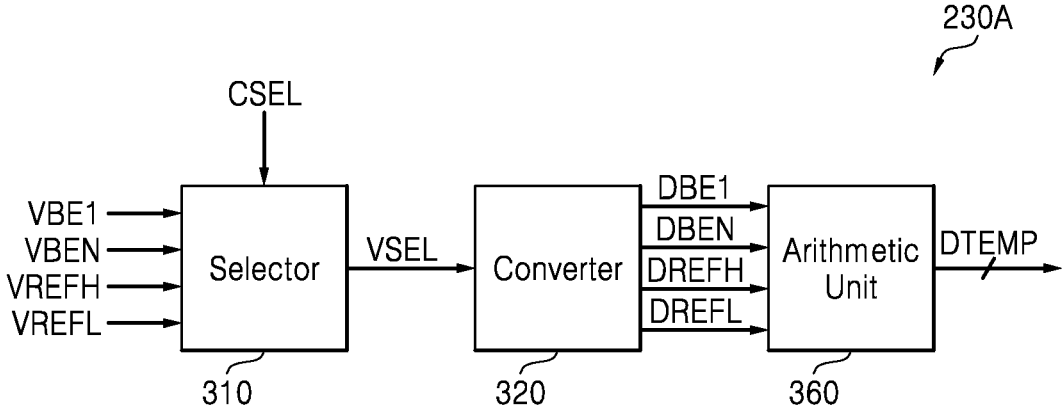 230A
CSEL
VBE1
VBEN
VREFH
VREFL
Selector
310
VSEL
Converter
320
DBE1
DBEN
DREFH
DREFL
Arithmetic
Unit
360
DTEMP